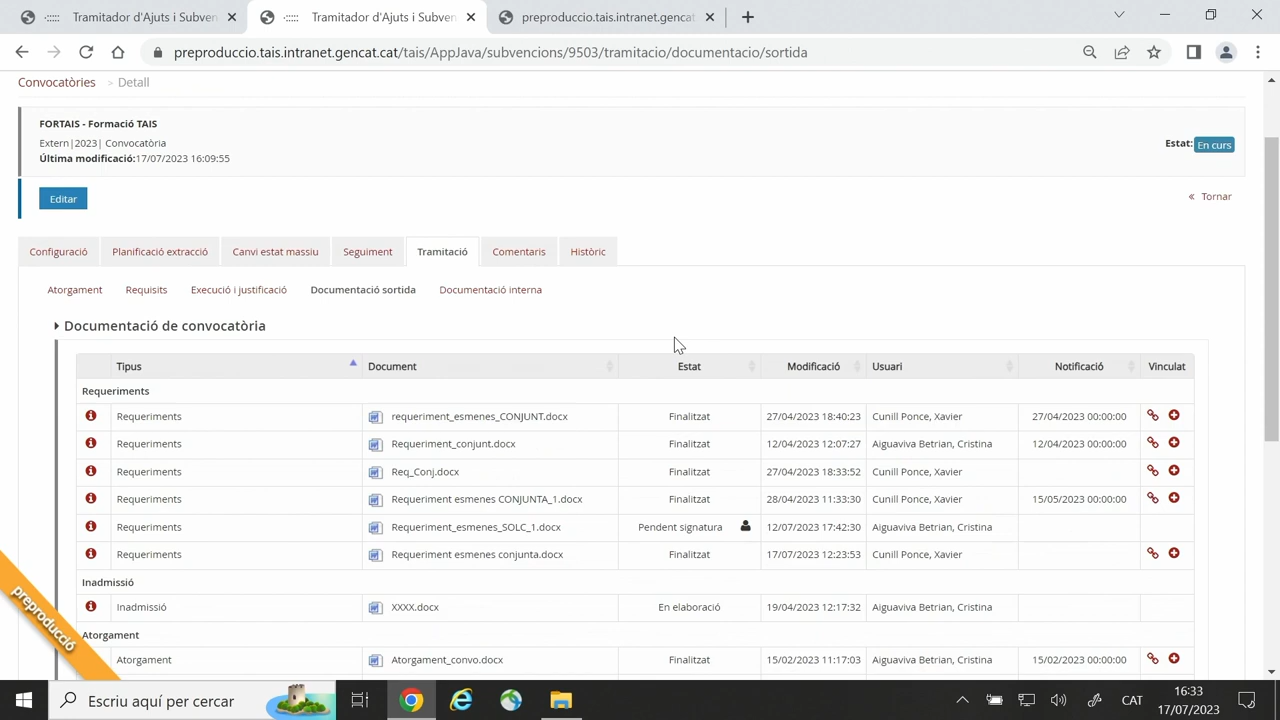 Tramitador d'Ajuts i Subven
Tramitador d'Ajuts i Subven
preproduccio.tais.intranet.gencat
preproduccio.tais.intranet.gencat.cat/tais/AppJava/subvencions/9503/tramitacio/documentacio/sortida
Convocatòries > Detall
FORTAIS - Formació TAIS
Extern|2023| Convocatòria
Última modificació:17/07/2023 16:09:55
Estat: En curs
Editar
« Tornar
Configuració Planificació extracció Canvi estat massiu Seguiment Tramitació Comentaris Històric
Atorgament Requisits Execució i justificació Documentació sortida Documentació interna
Documentació de convocatòria
Tipus Document Estat Modificació Usuari Notificació Vinculat
Requeriments
Requeriments requeriment_esmenes_CONJUNT.docx Finalitzat 27/04/2023 18:40:23 Cunill Ponce, Xavier 27/04/2023 00:00:00
Requeriments Requeriment_conjunt.docx Finalitzat 12/04/2023 12:07:27 Aiguaviva Betrian, Cristina 12/04/2023 00:00:00
Requeriments Req_Conj.docx Finalitzat 27/04/2023 18:33:52 Cunill Ponce, Xavier
Requeriments Requeriment esmenes CONJUNTA_1.docx Finalitzat 28/04/2023 11:33:30 Cunill Ponce, Xavier 15/05/2023 00:00:00
Requeriments Requeriment_esmenes_SOLC_1.docx Pendent signatura 12/07/2023 17:42:30 Aiguaviva Betrian, Cristina
Requeriments Requeriment esmenes conjunta.docx Finalitzat 17/07/2023 12:23:53 Cunill Ponce, Xavier
Inadmissió
Inadmissió XXXX.docx En elaboració 19/04/2023 12:17:32 Aiguaviva Betrian, Cristina
Atorgament
Atorgament Atorgament_convo.docx Finalitzat 15/02/2023 11:17:03 Aiguaviva Betrian, Cristina 15/02/2023 00:00:00
preproducció
Escriu aquí per cercar
CAT
16:33
17/07/2023